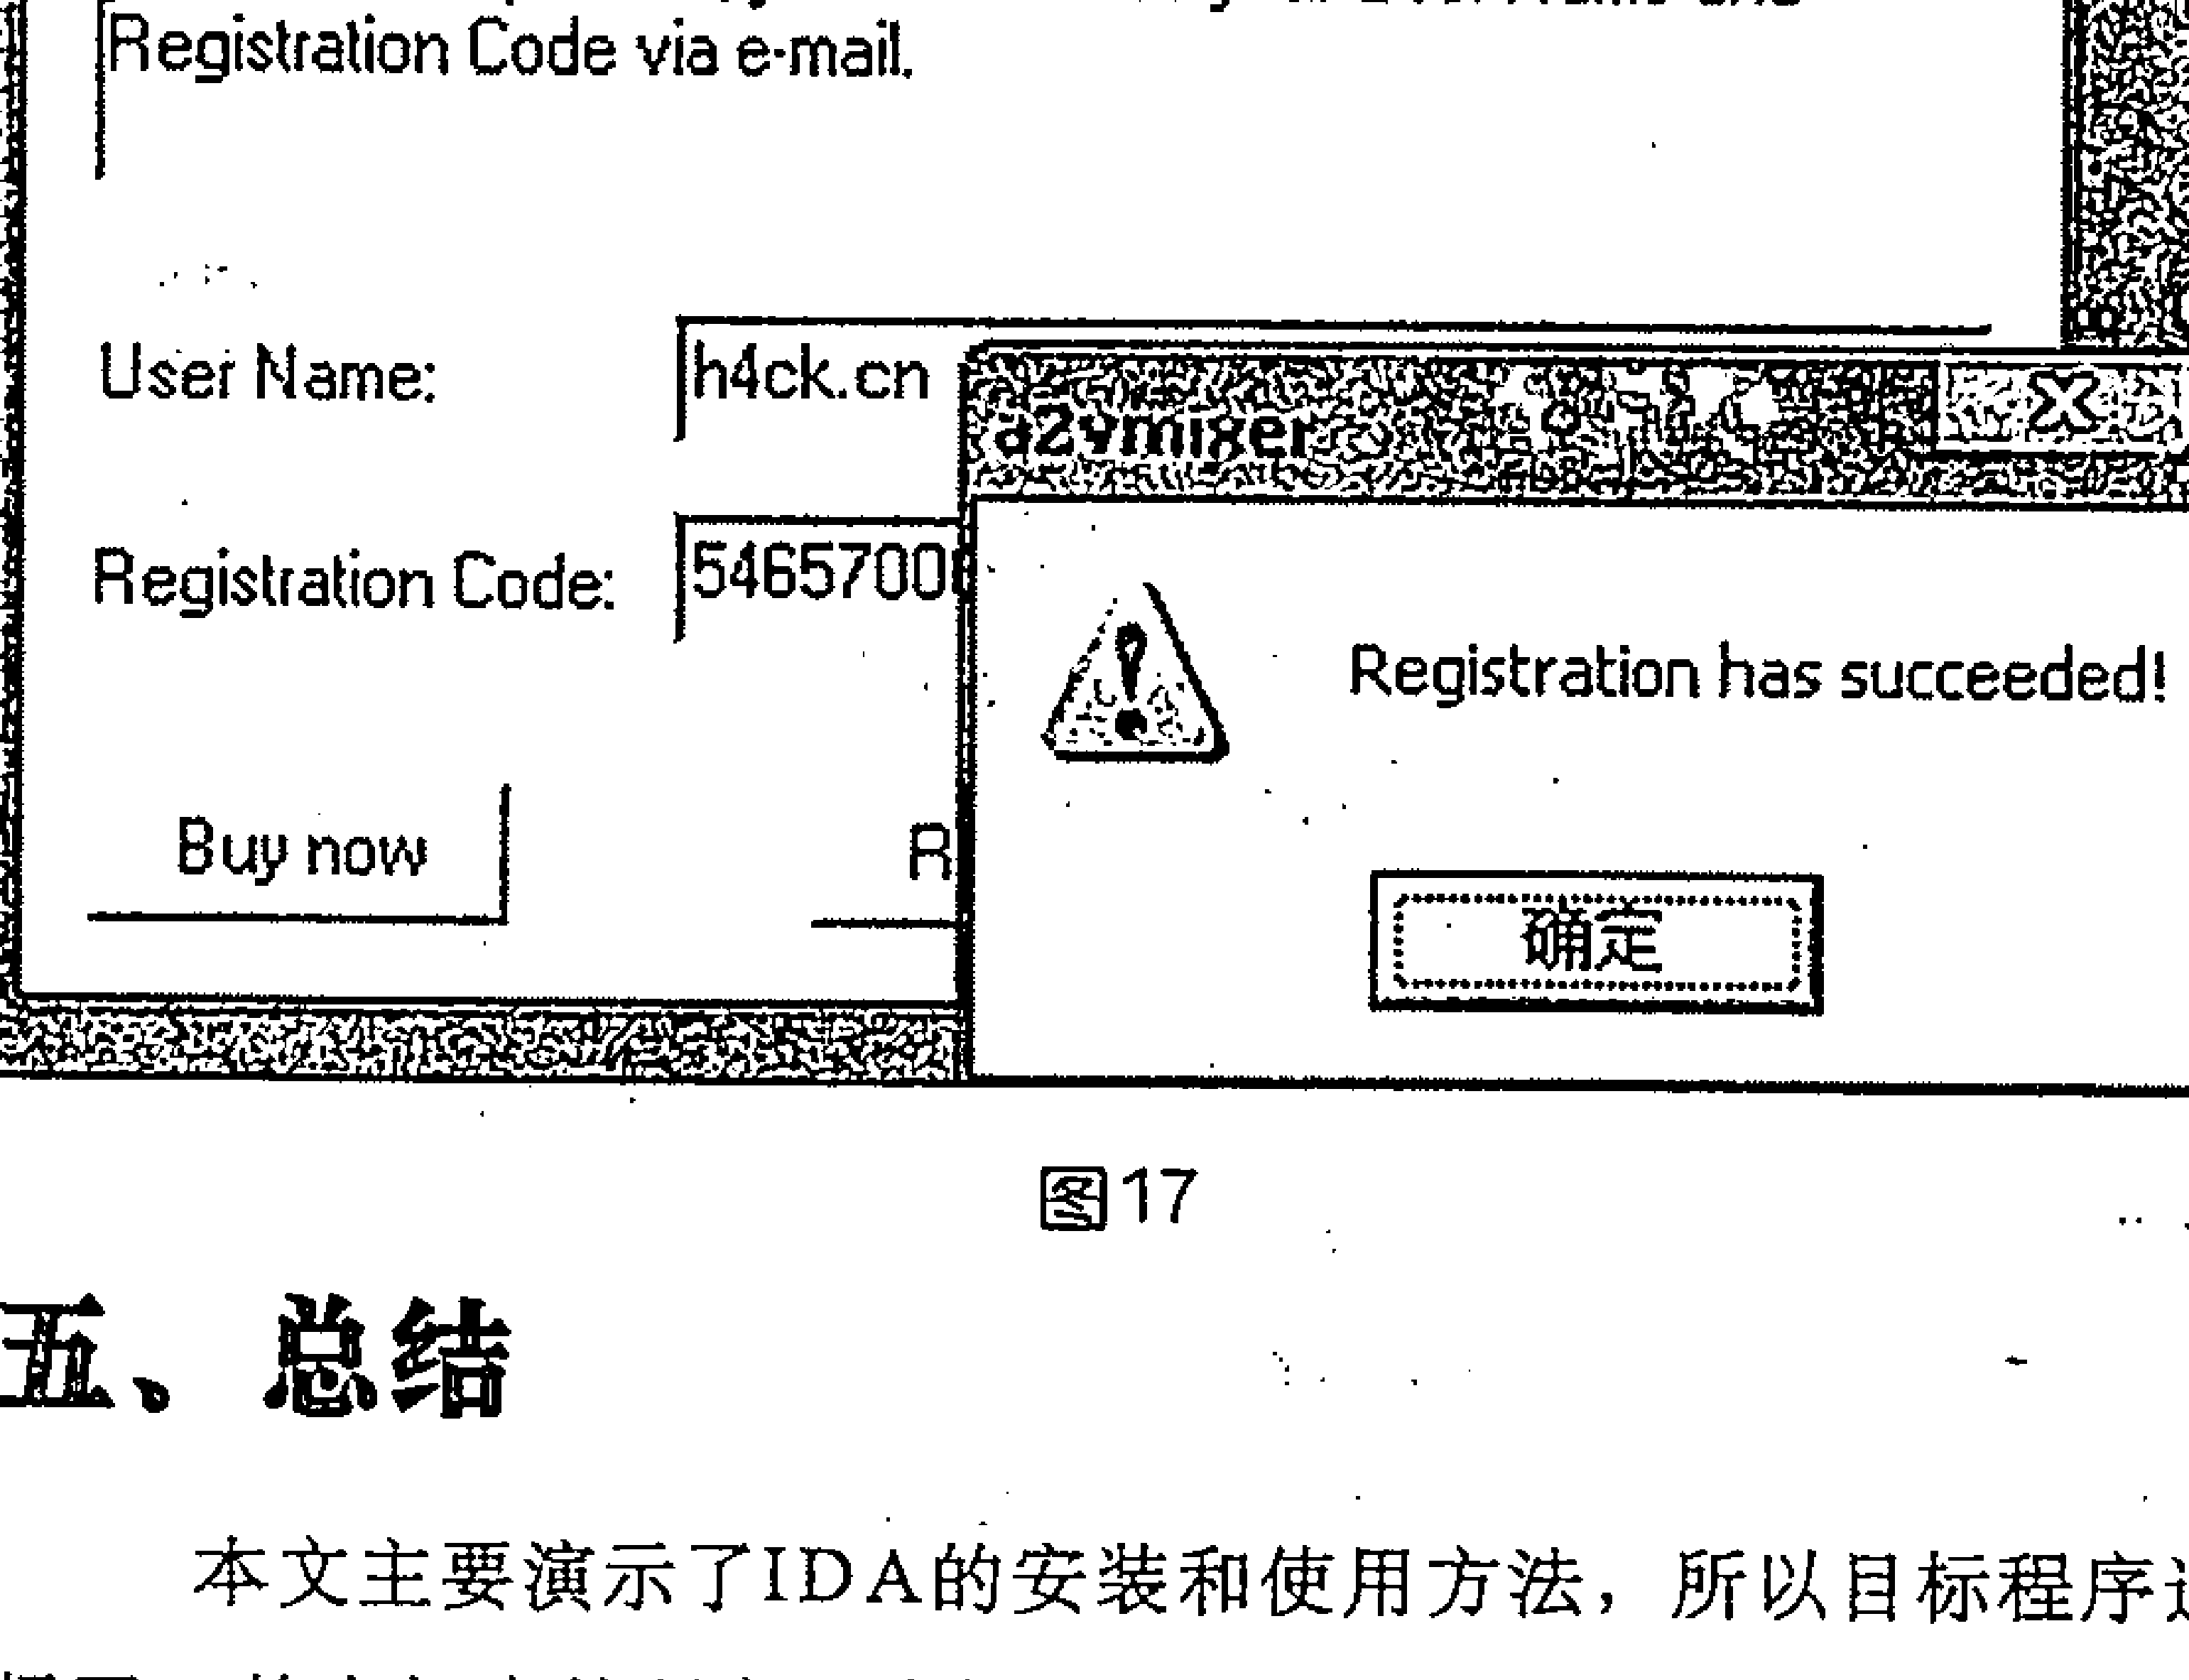 Registration Code via e-mail.
User Name:
h4ck.cn
Registration Code:
5465700
Buy now
R
Registration has succeeded!
确定
图17
五、总结
本文主要演示了IDA的安装和使用方法，所以目标程序